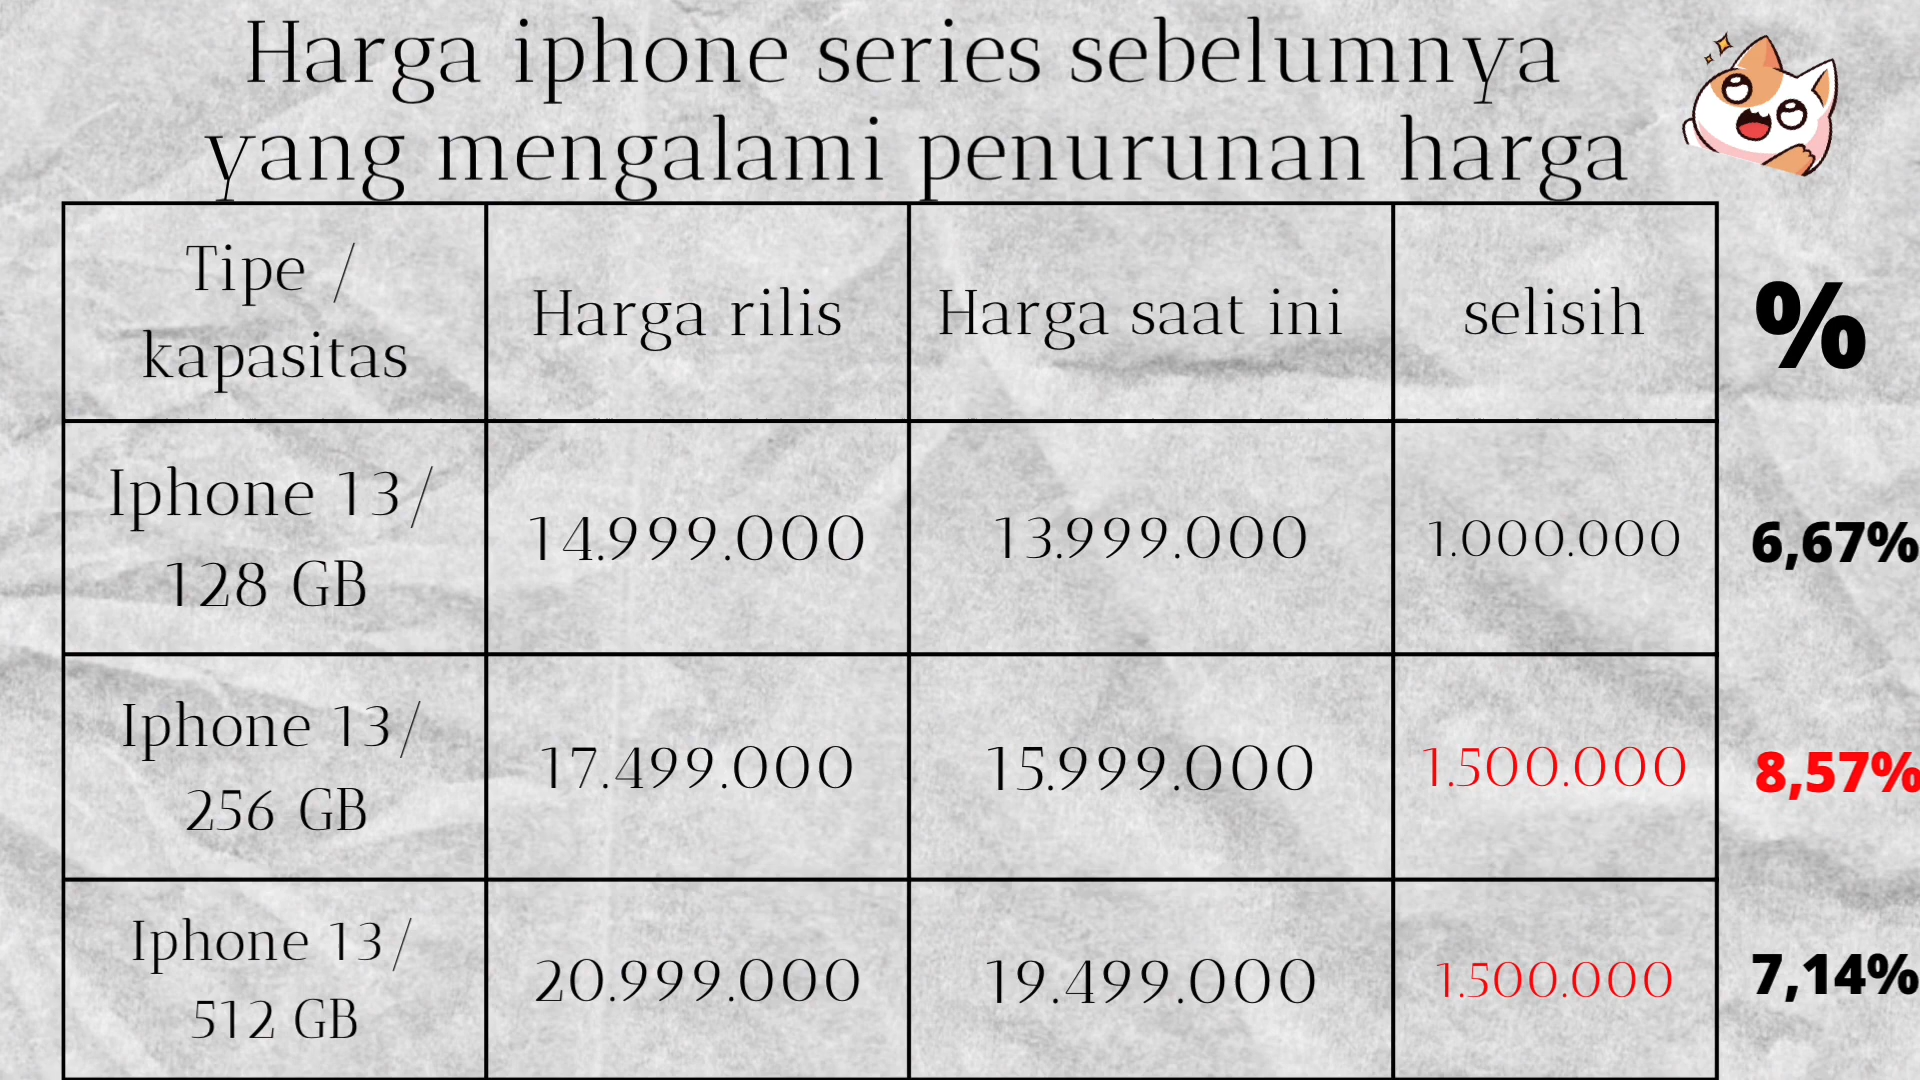 Harga iphone series sebelumnya
yang mengalami penurunan harga
Tipe /
kapasitas
Harga rilis
Harga saat ini
selisih
%
Iphone 13/
128 GB
14.999.000
13.999.000
1.000.000
6,67%
Iphone 13/
256 GB
17.499.000
15.999.000
1.500.000
8,57%
Iphone 13/
512 GB
20.999.000
19.499.000
1.500.000
7,14%